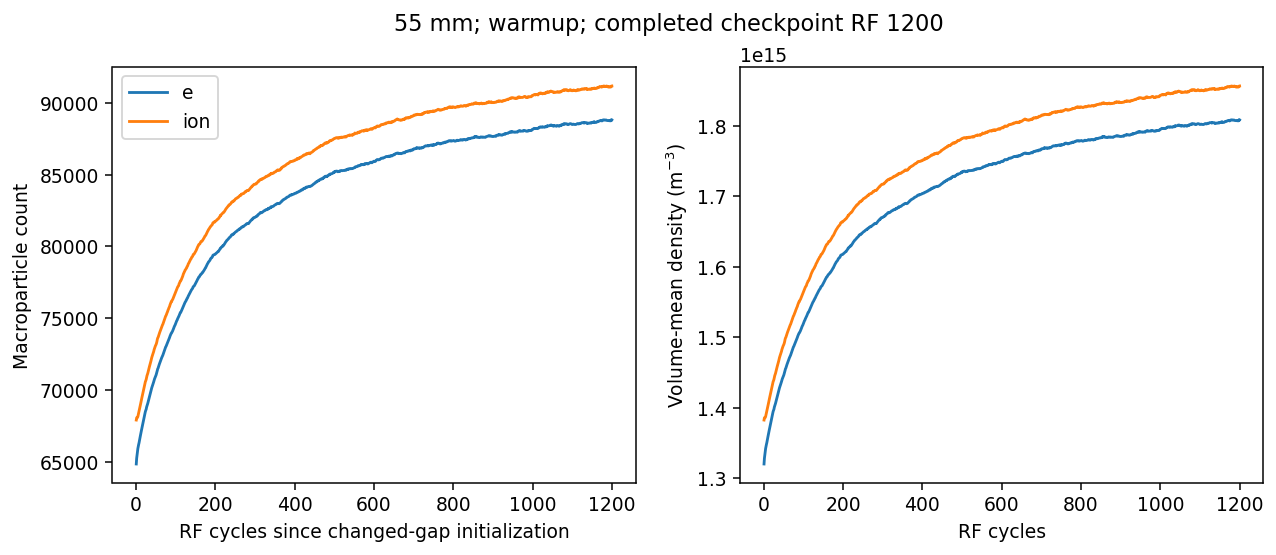 55 mm; warmup; completed checkpoint RF 1200
Macroparticle count
90000
85000
80000
75000
70000
65000
e
ion
0 200 400 600 800 1000 1200
RF cycles since changed-gap initialization
1e15
Volume-mean density (m⁻³)
1.8
1.7
1.6
1.5
1.4
1.3
0 200 400 600 800 1000 1200
RF cycles